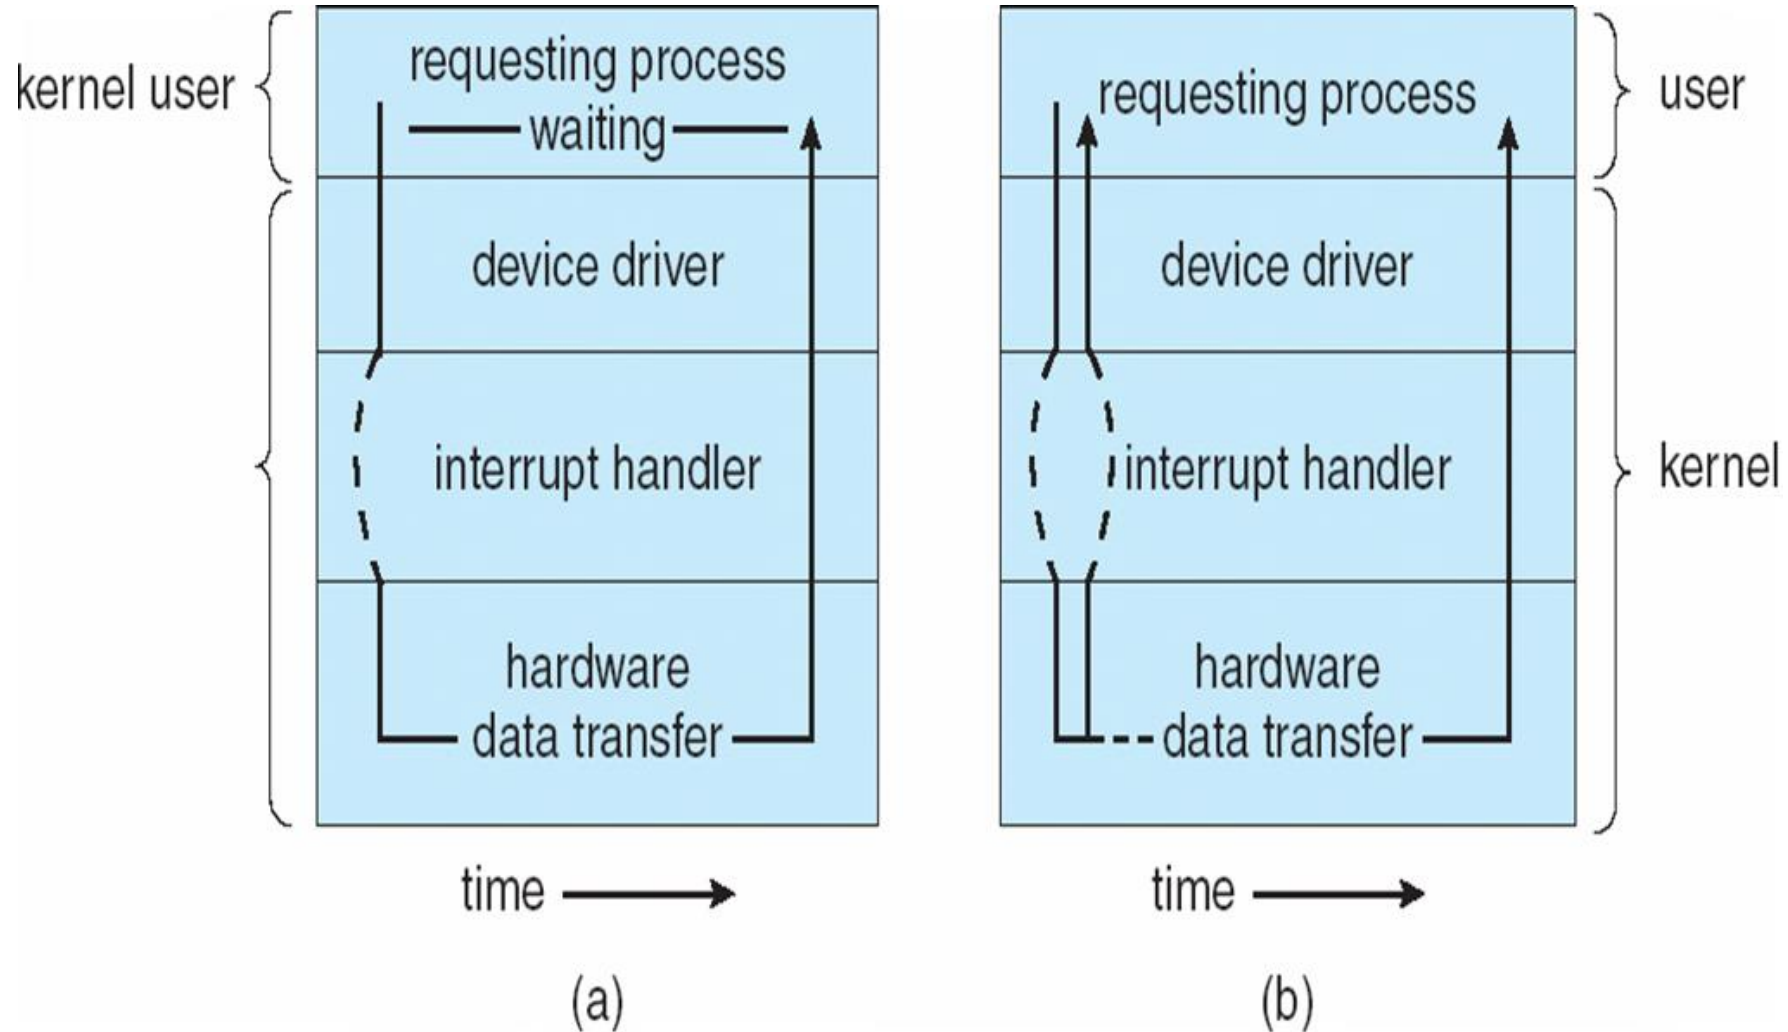 kernel user
requesting process
waiting
device driver
interrupt handler
hardware
data transfer
time
(a)
requesting process
user
device driver
interrupt handler
kernel
hardware
data transfer
time
(b)